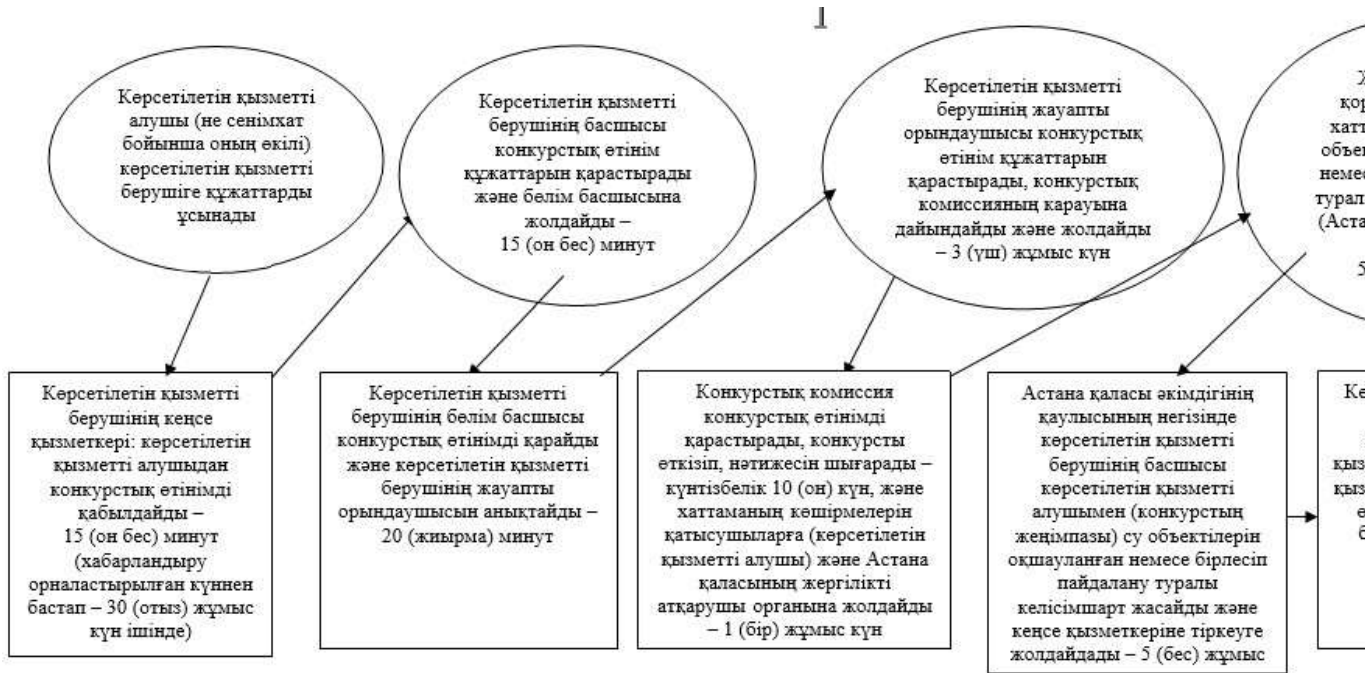 Көрсетілетін қызметті
алушы (не сенімхат
бойынша оның өкілі)
көрсетілетін қызметті
берушіге құжаттарды
ұсынады
Көрсетілетін қызметті
берушінің басшысы
конкурстық өтінім
құжаттарын қарастырады
және бөлім басшысына
жолдайды –
15 (он бес) минут
Көрсетілетін қызметті
берушінің жауапты
орындаушысы конкурстық
өтінім құжаттарын
қарастырады, конкурстық
комиссияның карауына
дайындайды және жолдайды
– 3 (үш) жұмыс күн
Көрсетілетін қызметті
берушінің кеңсе
қызметкері: көрсетілетін
қызметті алушыдан
конкурстық өтінімді
қабылдайды –
15 (он бес) минут
(хабарландыру
орналастырылған күннен
бастап – 30 (отыз) жұмыс
күн ішінде)
Көрсетілетін қызметті
берушінің бөлім басшысы
конкурстық өтінімді қарайды
және көрсетілетін қызметті
берушінің жауапты
орындаушысын анықтайды –
20 (жиырма) минут
Конкурстық комиссия
конкурстық өтінімді
қарастырады, конкурсты
өткізіп, нәтижесін шығарады –
күнтізбелік 10 (он) күн, және
хаттаманың көшірмелерін
қатысушыларға (көрсетілетін
қызметті алушы) және Астана
қаласының жергілікті
атқарушы органына жолдайды
– 1 (бір) жұмыс күн
Астана қаласы әкімдігінің
қаулысының негізінде
көрсетілетін қызметті
берушінің басшысы
көрсетілетін қызметті
алушымен (конкурстың
жеңімпазы) су объектілерін
оқшауланған немесе бірлесіп
пайдалану туралы
келісімшарт жасайды және
кеңсе қызметкеріне тіркеуге
жолдайдады – 5 (бес) жұмыс